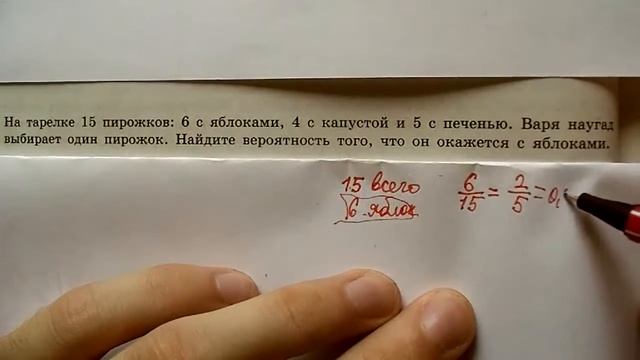 На тарелке 15 пирожков: 6 с яблоками, 4 с капустой и 5 с печенью. Варя наугад
выбирает один пирожок. Найдите вероятность того, что он окажется с яблоками.
15 всего
6 яблок
6/15 = 2/5 = 0,